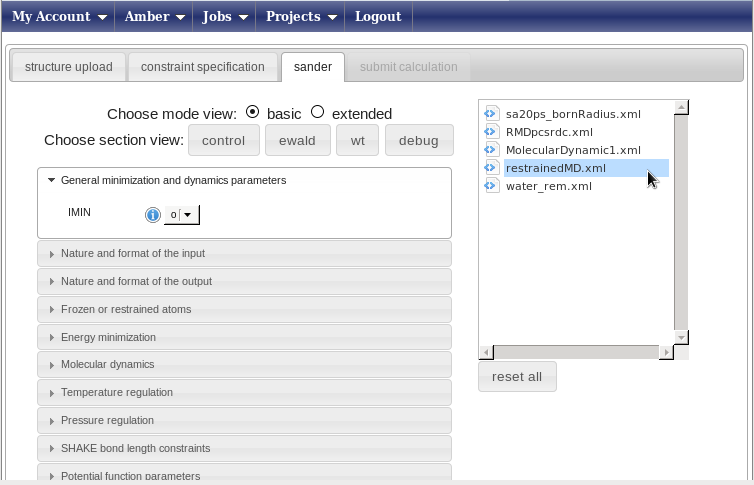 My Account Amber Jobs Projects Logout
structure upload constraint specification sander submit calculation
Choose mode view: basic extended
Choose section view: control ewald wt debug
General minimization and dynamics parameters
IMIN 0
Nature and format of the input
Nature and format of the output
Frozen or restrained atoms
Energy minimization
Molecular dynamics
Temperature regulation
Pressure regulation
SHAKE bond length constraints
Potential function parameters
sa20ps_bornRadius.xml
RMDpcsrdc.xml
MolecularDynamic1.xml
restrainedMD.xml
water_rem.xml
reset all